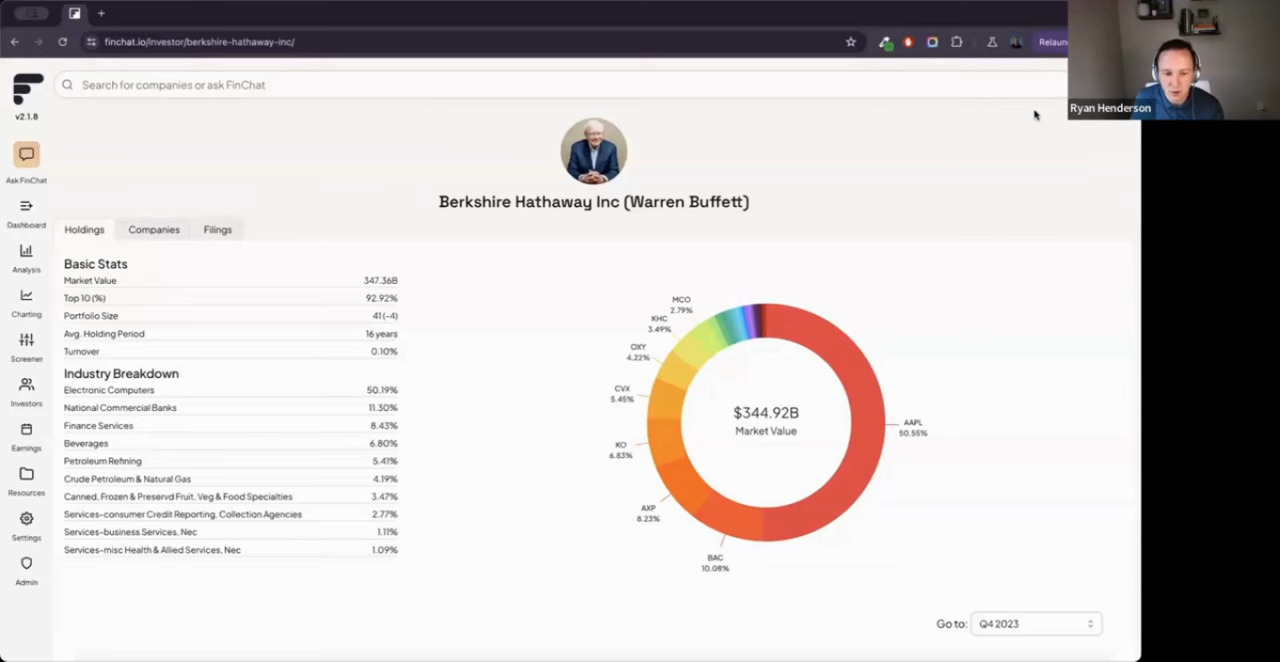 finchat.io/investor/berkshire-hathaway-inc/
Relaun
Ryan Henderson
v2.1.8
Search for companies or ask FinChat
Ask FinChat
Dashboard
Analysis
Charting
Screener
Investors
Earnings
Resources
Settings
Admin
Berkshire Hathaway Inc (Warren Buffett)
Holdings Companies Filings
Basic Stats
Market Value 347.36B
Top 10 (%) 92.92%
Portfolio Size 41 (-4)
Avg. Holding Period 16 years
Turnover 0.10%
Industry Breakdown
Electronic Computers 50.19%
National Commercial Banks 11.30%
Finance Services 8.43%
Beverages 6.80%
Petroleum Refining 5.41%
Crude Petroleum & Natural Gas 4.19%
Canned, Frozen & Preservd Fruit, Veg & Food Specialties 3.47%
Services-consumer Credit Reporting, Collection Agencies 2.77%
Services-business Services, Nec 1.11%
Services-misc Health & Allied Services, Nec 1.09%
MCO
2.79%
KHC
3.49%
OXY
4.22%
CVX
5.45%
KO
6.83%
AXP
8.23%
BAC
10.08%
AAPL
50.55%
$344.92B
Market Value
Go to: Q4 2023